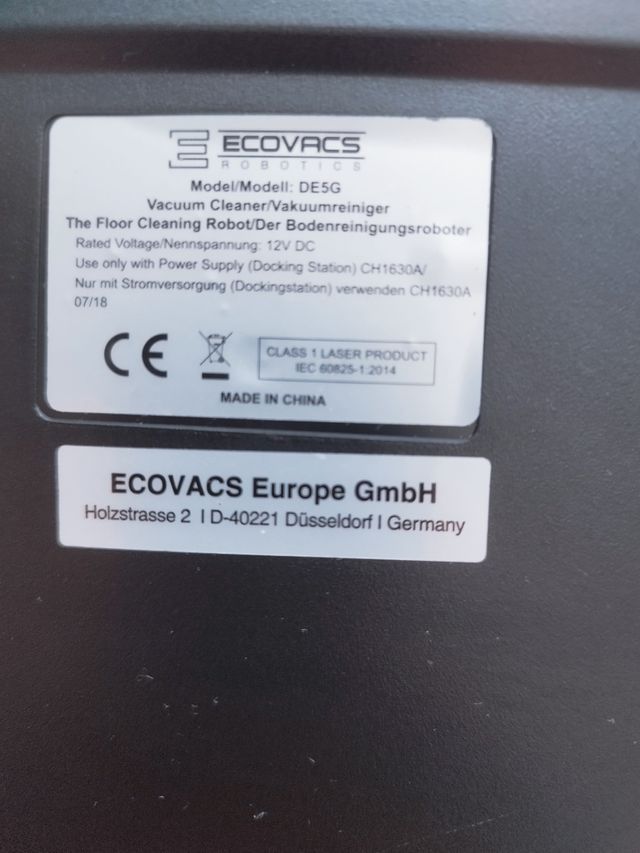 ECOVACS
ROBOTICS
Model/Modell: DE5G
Vacuum Cleaner/Vakuumreiniger
The Floor Cleaning Robot/Der Bodenreinigungsroboter
Rated Voltage/Nennspannung: 12V DC
Use only with Power Supply (Docking Station) CH1630A/
Nur mit Stromversorgung (Dockingstation) verwenden CH1630A
07/18
CE
CLASS 1 LASER PRODUCT
IEC 60825-1:2014
MADE IN CHINA
ECOVACS Europe GmbH
Holzstrasse 2 I D-40221 Düsseldorf I Germany